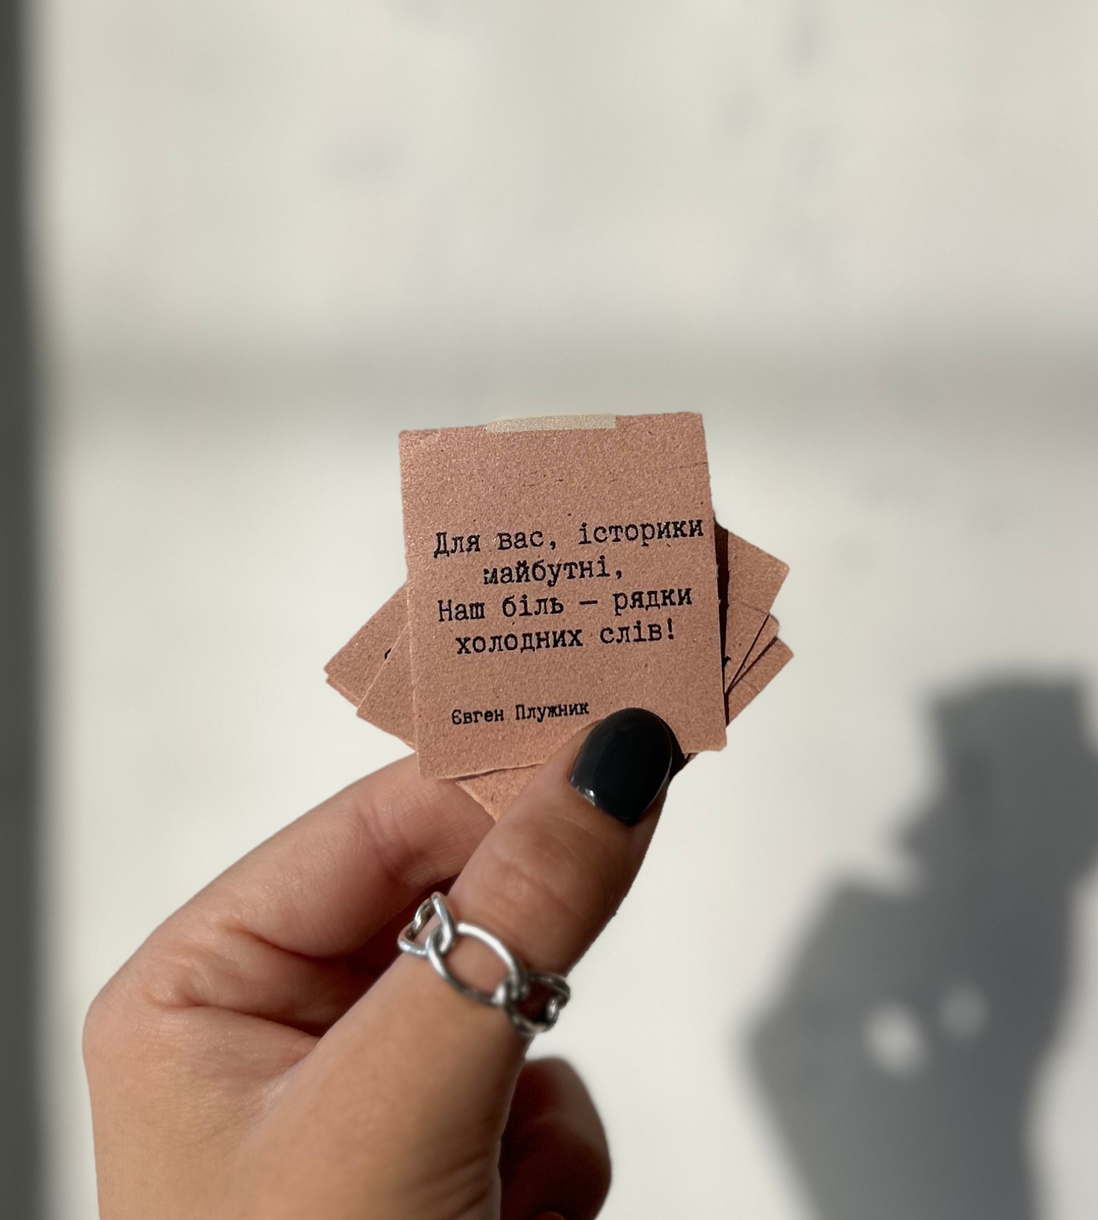 Для вас, історики
майбутні,
Наш біль — рядки
холодних слів!
Євген Плужник